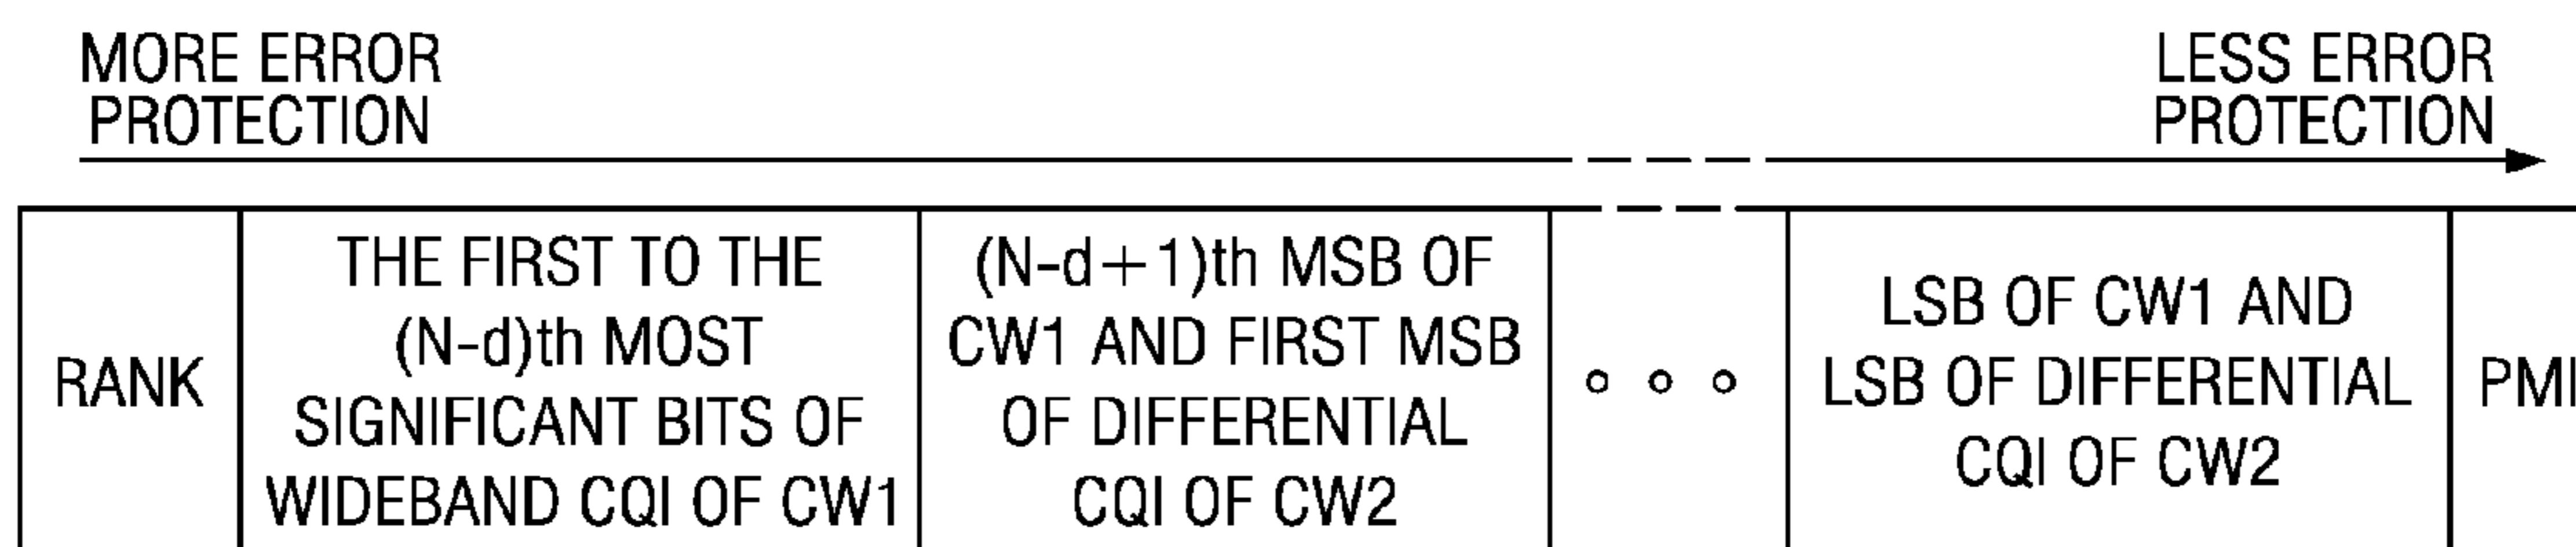 MORE ERROR
PROTECTION
LESS ERROR
PROTECTION
RANK
THE FIRST TO THE
(N-d)th MOST
SIGNIFICANT BITS OF
WIDEBAND CQI OF CW1
(N-d+1)th MSB OF
CW1 AND FIRST MSB
OF DIFFERENTIAL
CQI OF CW2
LSB OF CW1 AND
LSB OF DIFFERENTIAL
CQI OF CW2
PMI